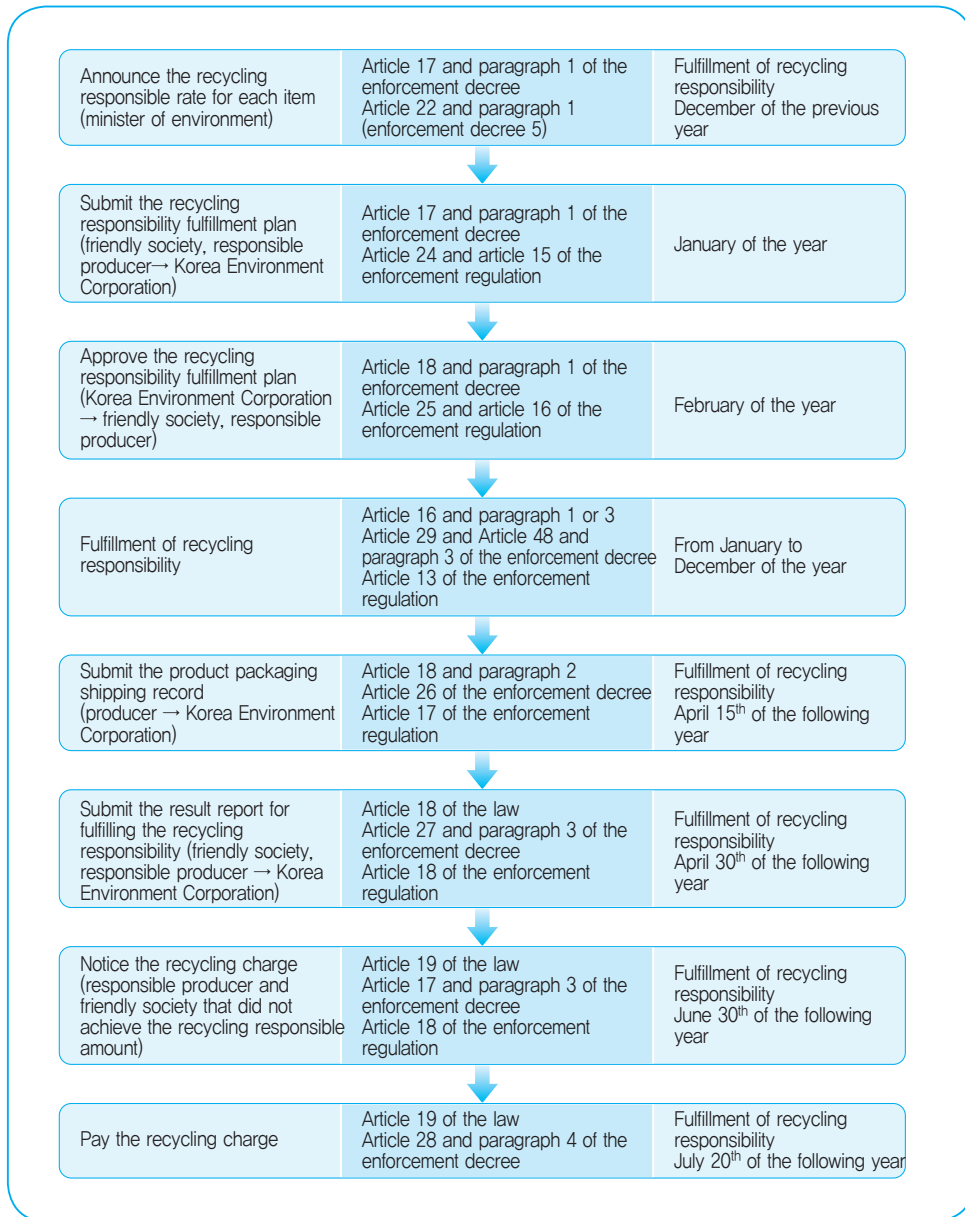 Announce the recycling
responsible rate for each item
(minister of environment)
Article 17 and paragraph 1 of the
enforcement decree
Article 22 and paragraph 1
(enforcement decree 5)
Fulfillment of recycling
responsibility
December of the previous
year
Submit the recycling
responsibility fulfillment plan
(friendly society, responsible
producer→ Korea Environment
Corporation)
Article 17 and paragraph 1 of the
enforcement decree
Article 24 and article 15 of the
enforcement regulation
January of the year
Approve the recycling
responsibility fulfillment plan
(Korea Environment Corporation
→ friendly society, responsible
producer)
Article 18 and paragraph 1 of the
enforcement decree
Article 25 and article 16 of the
enforcement regulation
February of the year
Fulfillment of recycling
responsibility
Article 16 and paragraph 1 or 3
Article 29 and Article 48 and
paragraph 3 of the enforcement decree
Article 13 of the enforcement
regulation
From January to
December of the year
Submit the product packaging
shipping record
(producer → Korea Environment
Corporation)
Article 18 and paragraph 2
Article 26 of the enforcement decree
Article 17 of the enforcement
regulation
Fulfillment of recycling
responsibility
April 15th of the following
year
Submit the result report for
fulfilling the recycling
responsibility (friendly society,
responsible producer → Korea
Environment Corporation)
Article 18 of the law
Article 27 and paragraph 3 of the
enforcement decree
Article 18 of the enforcement
regulation
Fulfillment of recycling
responsibility
April 30th of the following
year
Notice the recycling charge
(responsible producer and
friendly society that did not
achieve the recycling responsible
amount)
Article 19 of the law
Article 17 and paragraph 3 of the
enforcement decree
Article 18 of the enforcement
regulation
Fulfillment of recycling
responsibility
June 30th of the following
year
Pay the recycling charge
Article 19 of the law
Article 28 and paragraph 4 of the
enforcement decree
Fulfillment of recycling
responsibility
July 20th of the following year